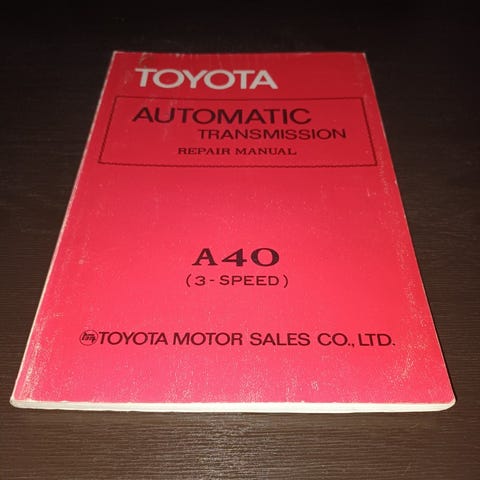 TOYOTA
AUTOMATIC
TRANSMISSION
REPAIR MANUAL
A40
(3-SPEED)
TOYOTA MOTOR SALES CO., LTD.